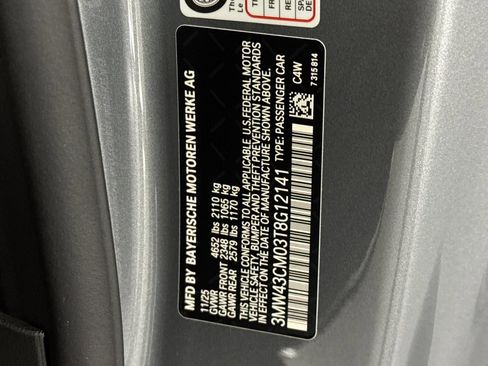 MFD BY BAYERISCHE MOTOREN WERKE AG
11/25
GVWR 4652 lbs 2110 kg
GAWR FRONT 2348 lbs 1065 kg
GAWR REAR 2579 lbs 1170 kg
THIS VEHICLE CONFORMS TO ALL APPLICABLE U.S. FEDERAL MOTOR
VEHICLE SAFETY, BUMPER AND THEFT PREVENTION STANDARDS
IN EFFECT ON THE DATE OF MANUFACTURE SHOWN ABOVE.
3MW43CM03T8G12141 TYPE: PASSENGER CAR
C4W
7 315 814